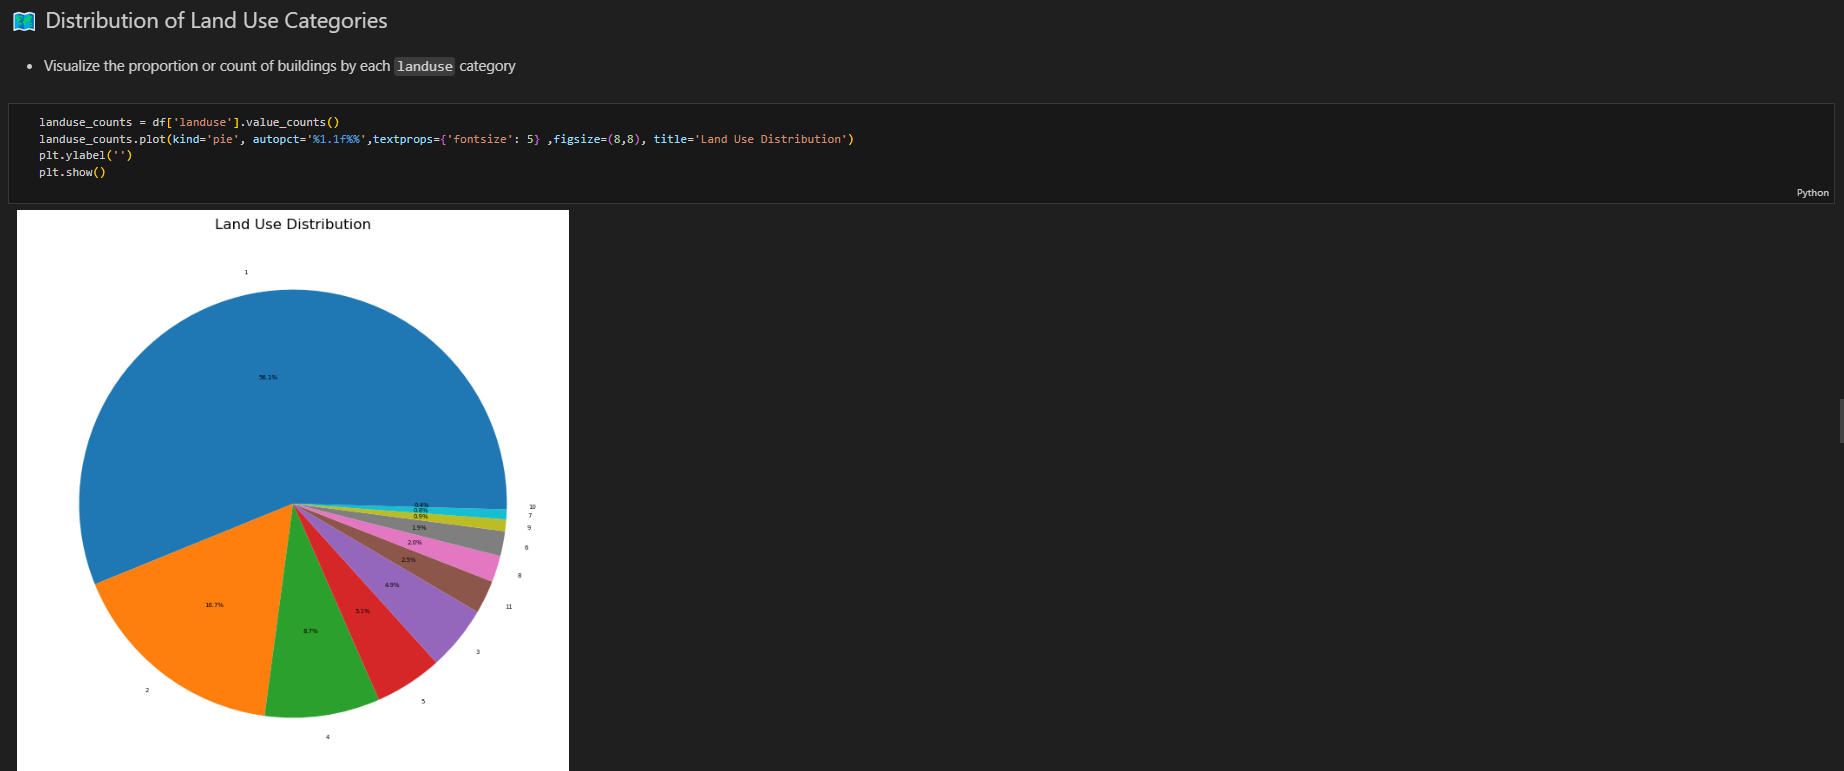 Distribution of Land Use Categories
• Visualize the proportion or count of buildings by each landuse category
landuse_counts = df['landuse'].value_counts()
landuse_counts.plot(kind='pie', autopct='%1.1f%%',textprops={'fontsize': 5} ,figsize=(8,8), title='Land Use Distribution')
plt.ylabel('')
plt.show()
Python
Land Use Distribution
1
56.1%
0.4%
10
0.8%
7
0.9%
9
1.9%
6
2.0%
8
2.5%
11
4.9%
3
5.1%
5
8.7%
4
16.7%
2